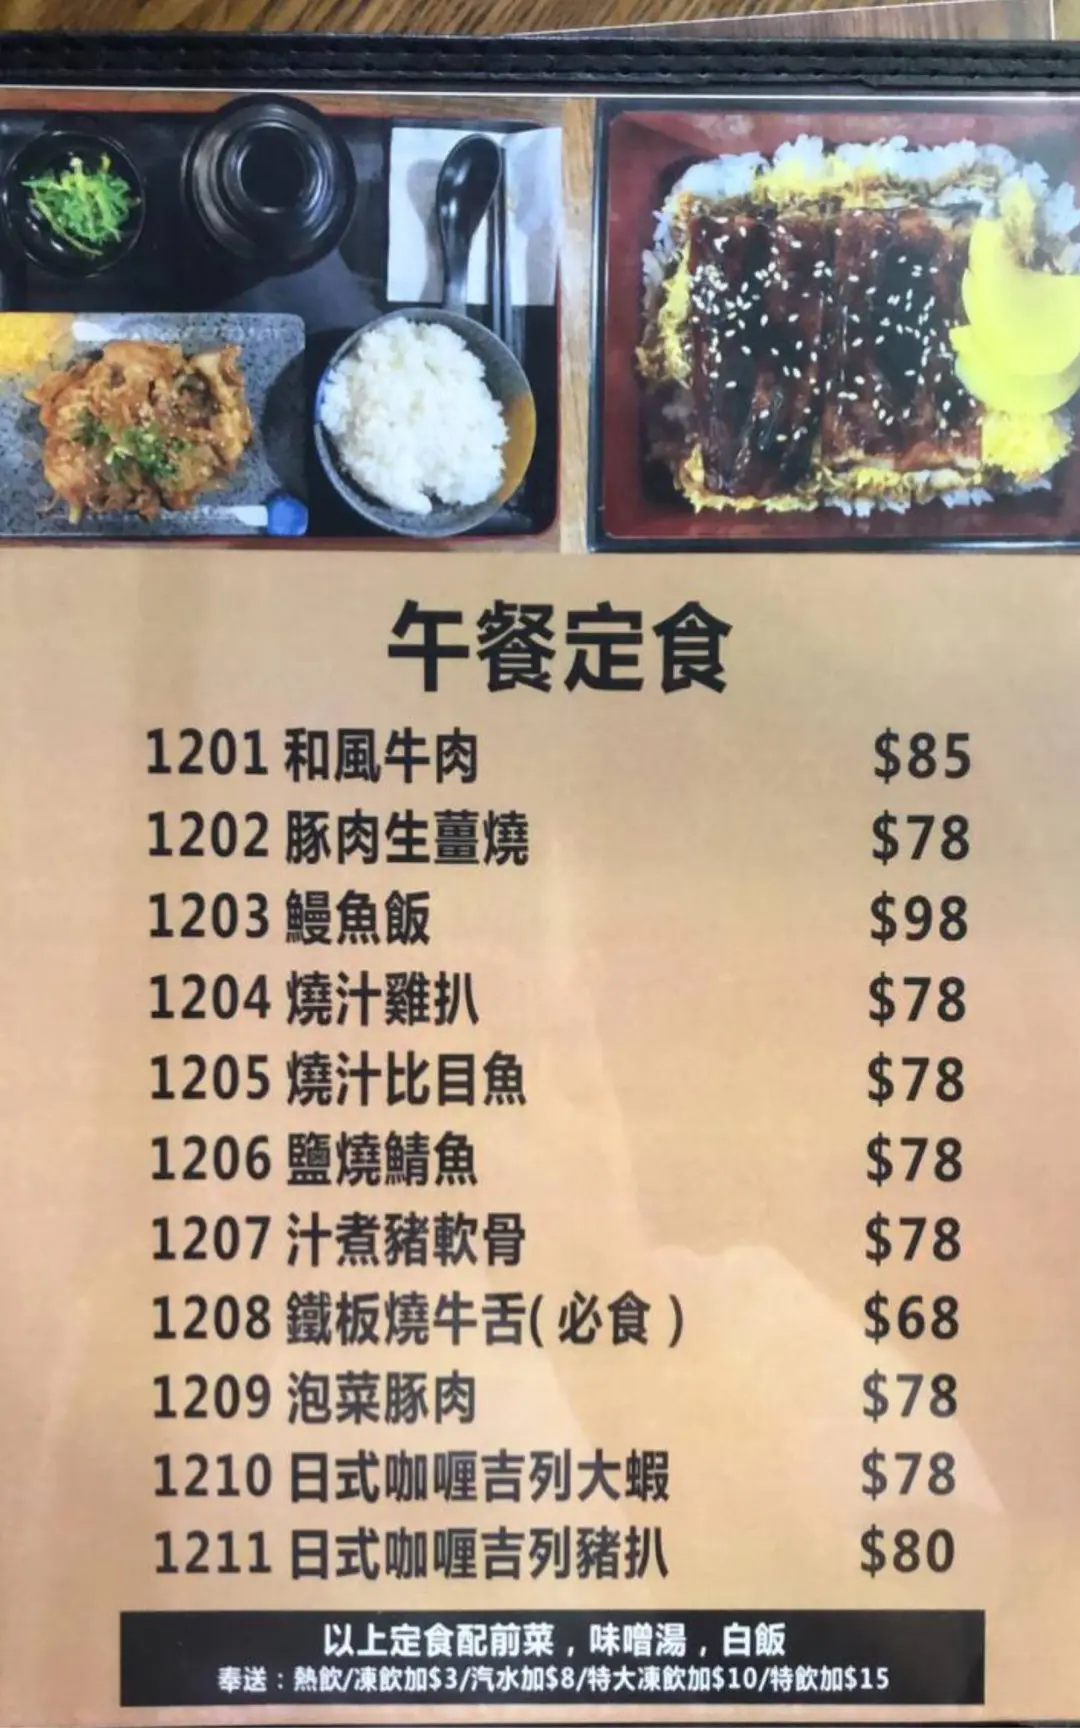 午餐定食
1201 和風牛肉 $85
1202 豚肉生薑燒 $78
1203 鰻魚飯 $98
1204 燒汁雞扒 $78
1205 燒汁比目魚 $78
1206 鹽燒鯖魚 $78
1207 汁煮豬軟骨 $78
1208 鐵板燒牛舌(必食) $68
1209 泡菜豚肉 $78
1210 日式咖喱吉列大蝦 $78
1211 日式咖喱吉列豬扒 $80
以上定食配前菜，味噌湯，白飯
奉送：熱飲/凍飲加$3/汽水加$8/特大凍飲加$10/特飲加$15